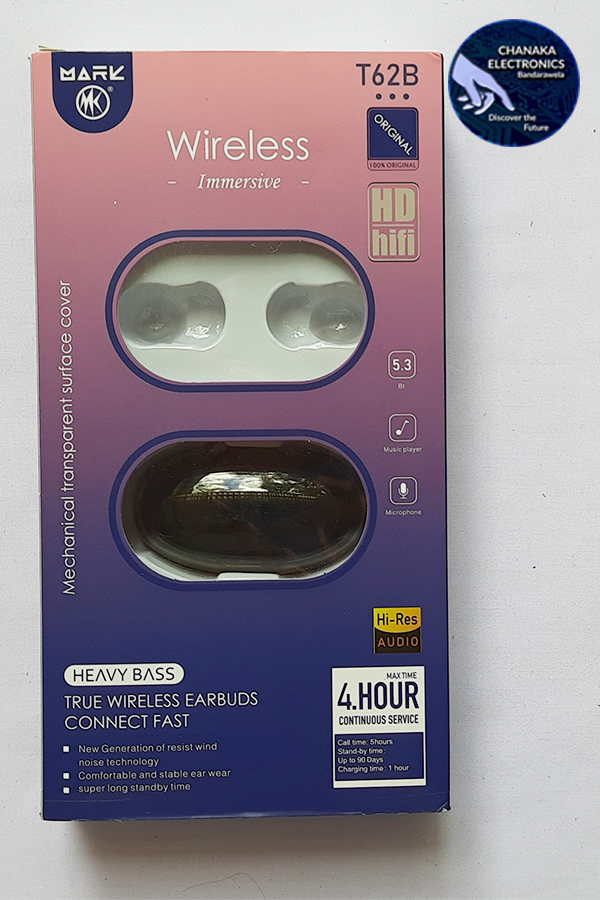 MARK
MK®
T62B
CHANAKA
ELECTRONICS
Bandarawela
Discover the
Future
ORIGINAL
100% ORIGINAL
Wireless
- Immersive -
HD
hifi
Mechanical transparent surface cover
5.3
Bt
Music player
Microphone
Hi-Res
AUDIO
HEAVY BASS
TRUE WIRELESS EARBUDS
CONNECT FAST
New Generation of resist wind
noise technology
Comfortable and stable ear wear
super long standby time
MAX TIME
4.HOUR
CONTINUOUS SERVICE
Call time: 5hours
Stand-by time:
Up to 90 Days
Charging time: 1 hour